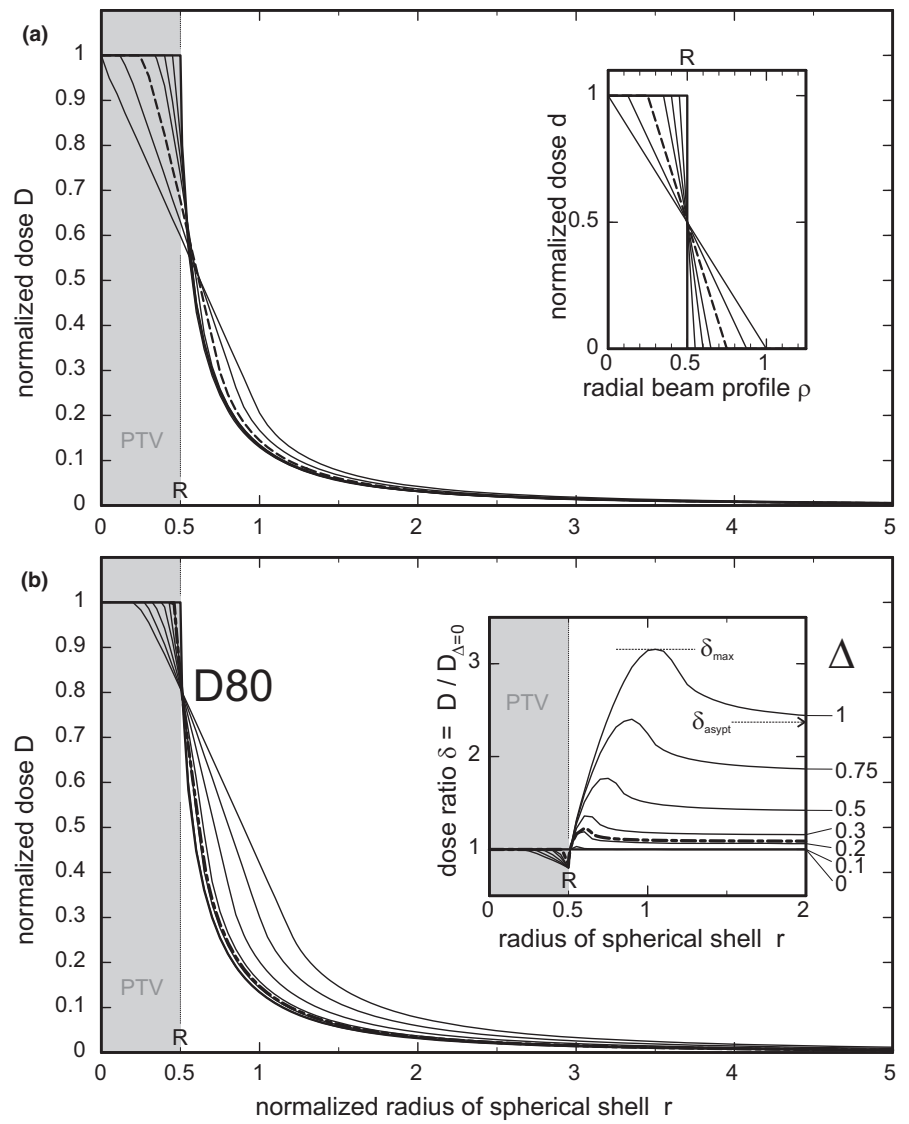 (a)
normalized dose D
1
0.9
0.8
0.7
0.6
0.5
0.4
0.3
0.2
0.1
0
PTV
R
0 0.5 1 2 3 4 5
R
normalized dose d
1
0.5
0
0 0.5 1
radial beam profile ρ
(b)
normalized dose D
1
0.9
0.8
0.7
0.6
0.5
0.4
0.3
0.2
0.1
0
D80
PTV
R
0 0.5 1 2 3 4 5
normalized radius of spherical shell r
dose ratio δ = D / D Δ=0
3
2
1
PTV
R
δmax
δasypt
Δ
1
0.75
0.5
0.3
0.2
0.1
0
0 0.5 1 2
radius of spherical shell r